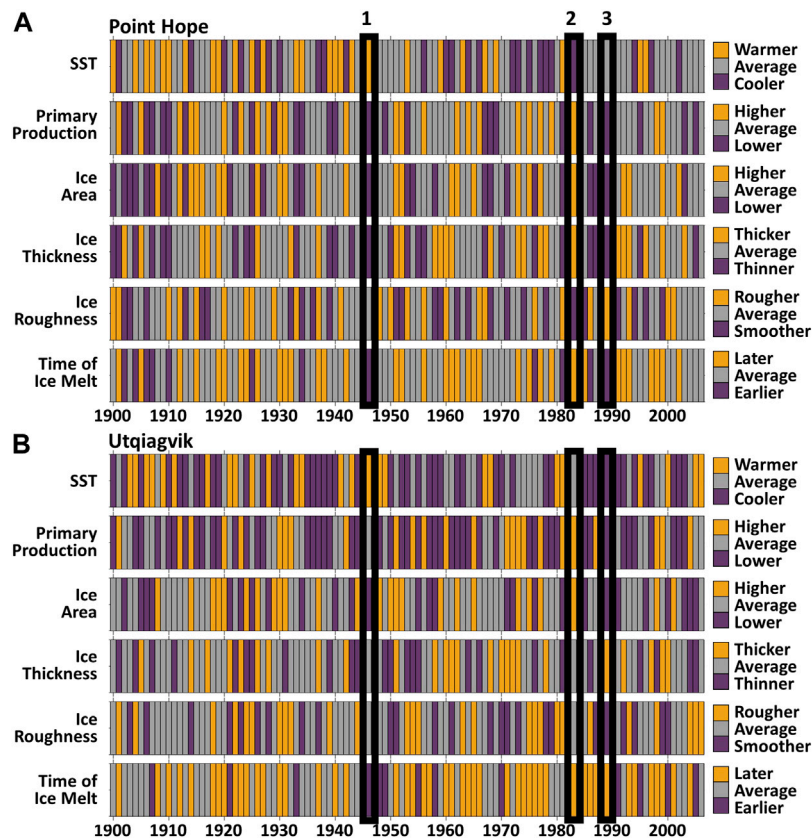 A
Point Hope
1 2 3
SST
Warmer
Average
Cooler
Primary
Production
Higher
Average
Lower
Ice
Area
Higher
Average
Lower
Ice
Thickness
Thicker
Average
Thinner
Ice
Roughness
Rougher
Average
Smoother
Time of
Ice Melt
Later
Average
Earlier
1900 1910 1920 1930 1940 1950 1960 1970 1980 1990 2000
B
Utqiagvik
SST
Warmer
Average
Cooler
Primary
Production
Higher
Average
Lower
Ice
Area
Higher
Average
Lower
Ice
Thickness
Thicker
Average
Thinner
Ice
Roughness
Rougher
Average
Smoother
Time of
Ice Melt
Later
Average
Earlier
1900 1910 1920 1930 1940 1950 1960 1970 1980 1990 2000